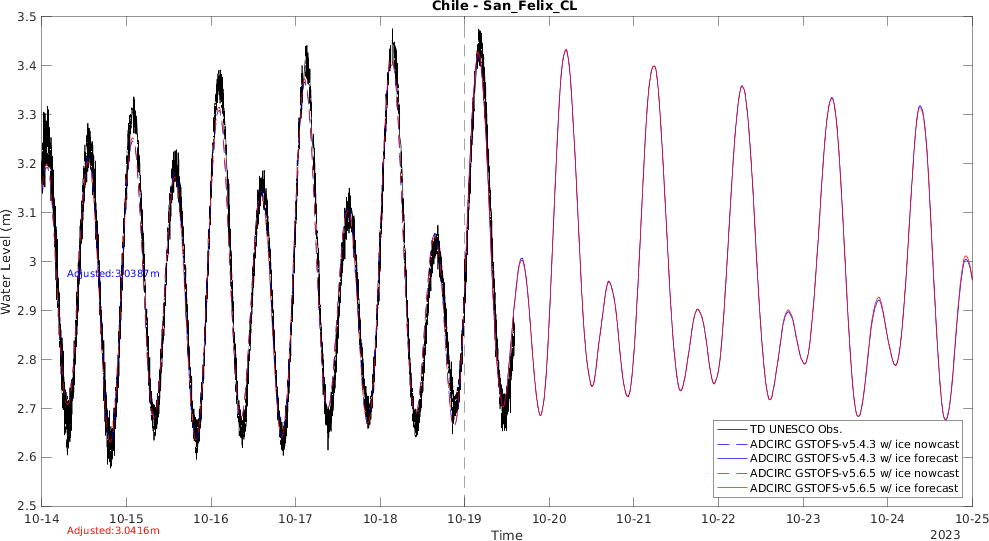 Chile - San_Felix_CL
3.5
3.4
3.3
3.2
3.1
3
2.9
2.8
2.7
2.6
2.5
Water Level (m)
Adjusted:3.0387m
TD UNESCO Obs.
ADCIRC GSTOFS-v5.4.3 w/ ice nowcast
ADCIRC GSTOFS-v5.4.3 w/ ice forecast
ADCIRC GSTOFS-v5.6.5 w/ ice nowcast
ADCIRC GSTOFS-v5.6.5 w/ ice forecast
10-14 10-15 10-16 10-17 10-18 10-19 10-20 10-21 10-22 10-23 10-24 10-25
Adjusted:3.0416m
Time
2023